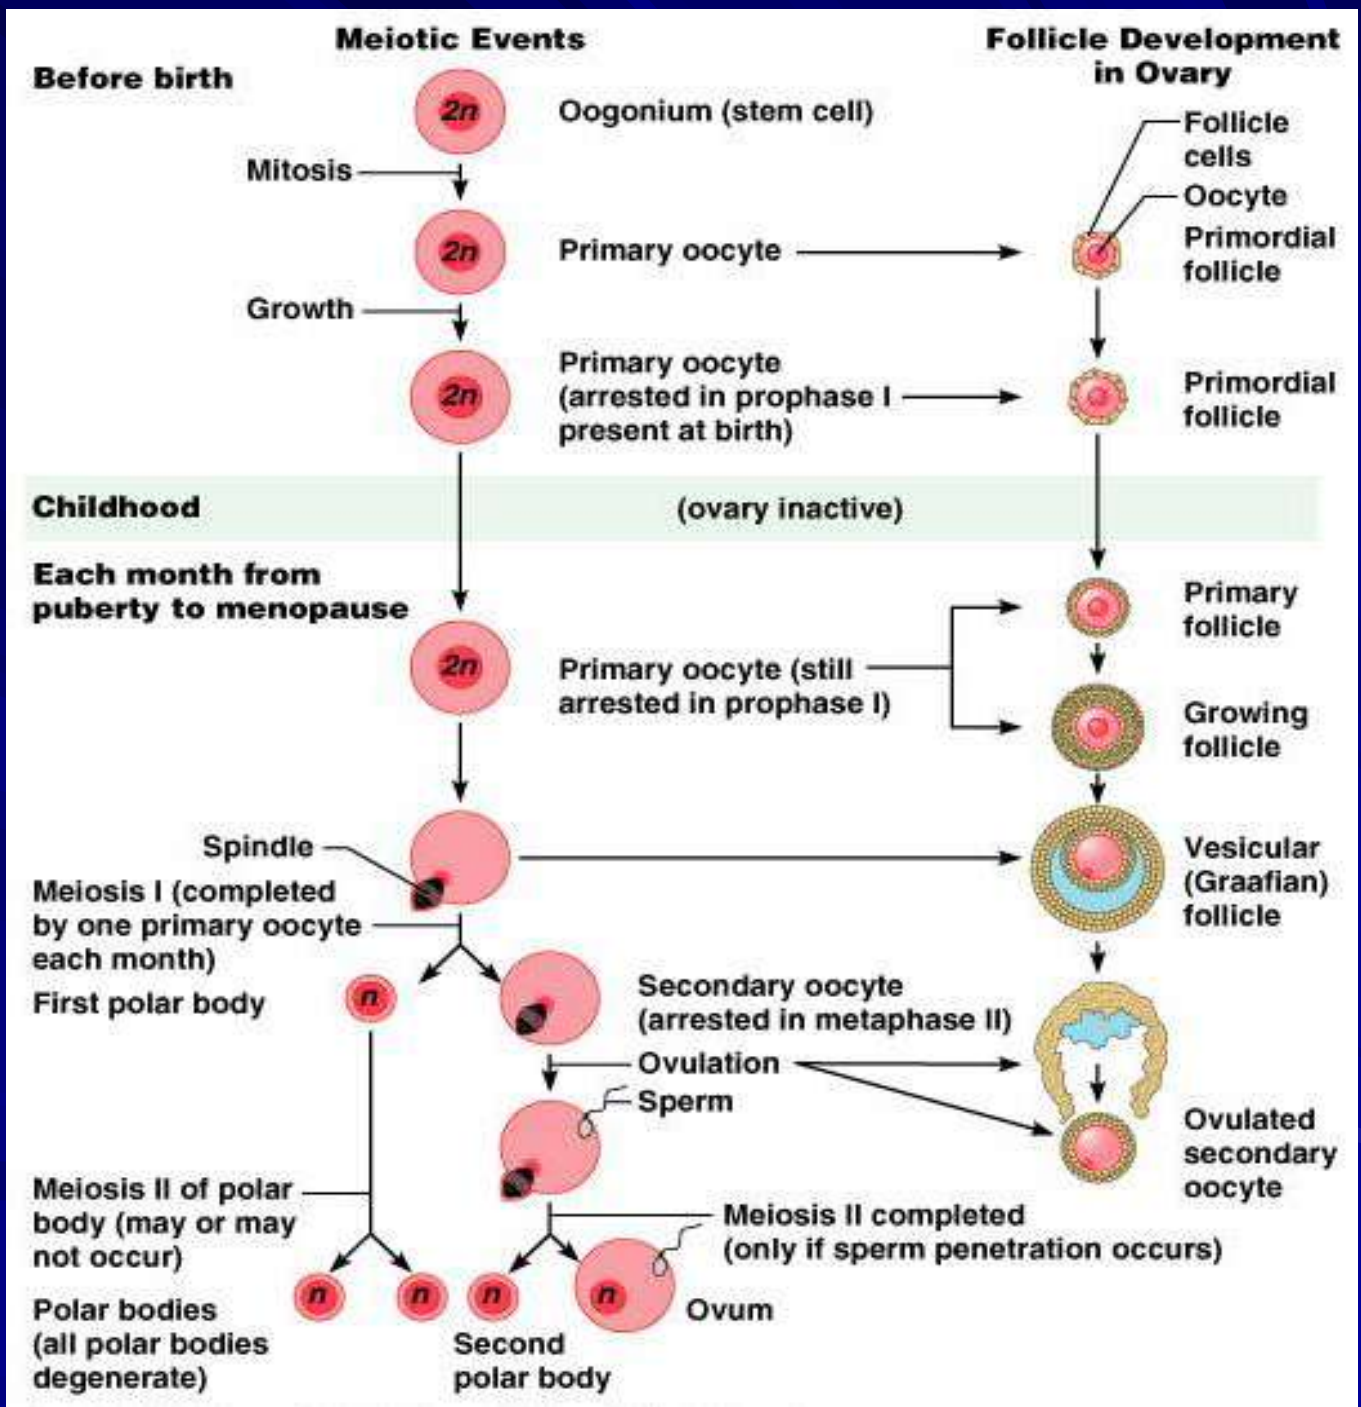 Meiotic Events
Follicle Development
in Ovary
Before birth
2n
Oogonium (stem cell)
Follicle
cells
Mitosis
Oocyte
2n
Primary oocyte
Primordial
follicle
Growth
2n
Primary oocyte
(arrested in prophase I
present at birth)
Primordial
follicle
Childhood
(ovary inactive)
Each month from
puberty to menopause
2n
Primary oocyte (still
arrested in prophase I)
Primary
follicle
Growing
follicle
Spindle
Vesicular
(Graafian)
follicle
Meiosis I (completed
by one primary oocyte
each month)
First polar body
n
Secondary oocyte
(arrested in metaphase II)
Ovulation
Sperm
Ovulated
secondary
oocyte
Meiosis II of polar
body (may or may
not occur)
Meiosis II completed
(only if sperm penetration occurs)
n
n
n
n
Polar bodies
(all polar bodies
degenerate)
Second
polar body
Ovum